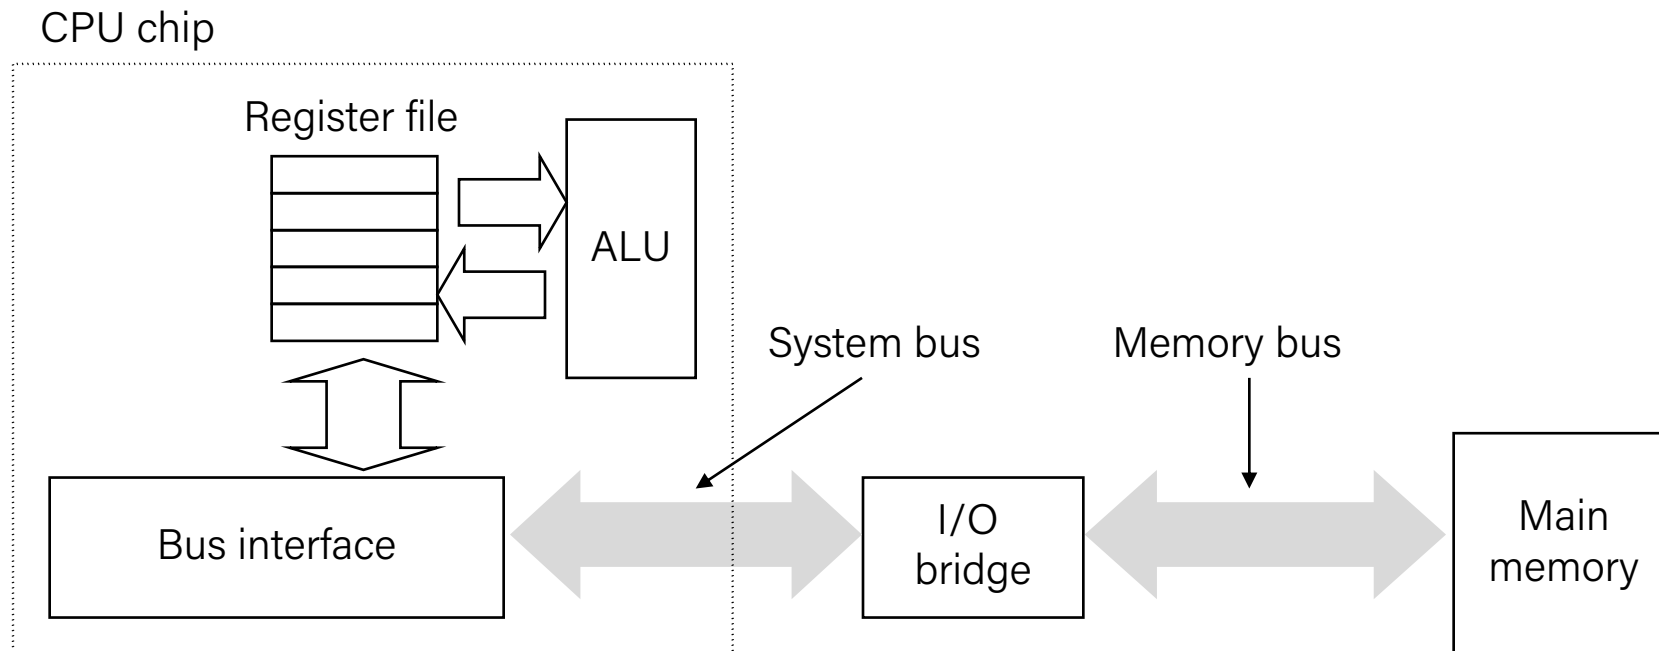 CPU chip
Register file
ALU
System bus
Memory bus
Bus interface
I/O
bridge
Main
memory